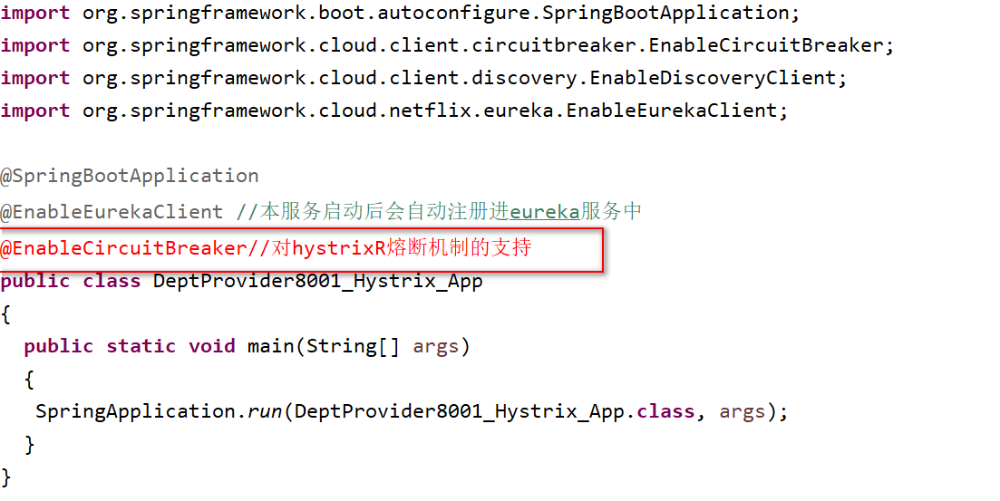 import org.springframework.boot.autoconfigure.SpringBootApplication;
import org.springframework.cloud.client.circuitbreaker.EnableCircuitBreaker;
import org.springframework.cloud.client.discovery.EnableDiscoveryClient;
import org.springframework.cloud.netflix.eureka.EnableEurekaClient;
@SpringBootApplication
@EnableEurekaClient //本服务启动后会自动注册进eureka服务中
@EnableCircuitBreaker//对hystrixR熔断机制的支持
public class DeptProvider8001_Hystrix_App
{
  public static void main(String[] args)
  {
   SpringApplication.run(DeptProvider8001_Hystrix_App.class, args);
  }
}